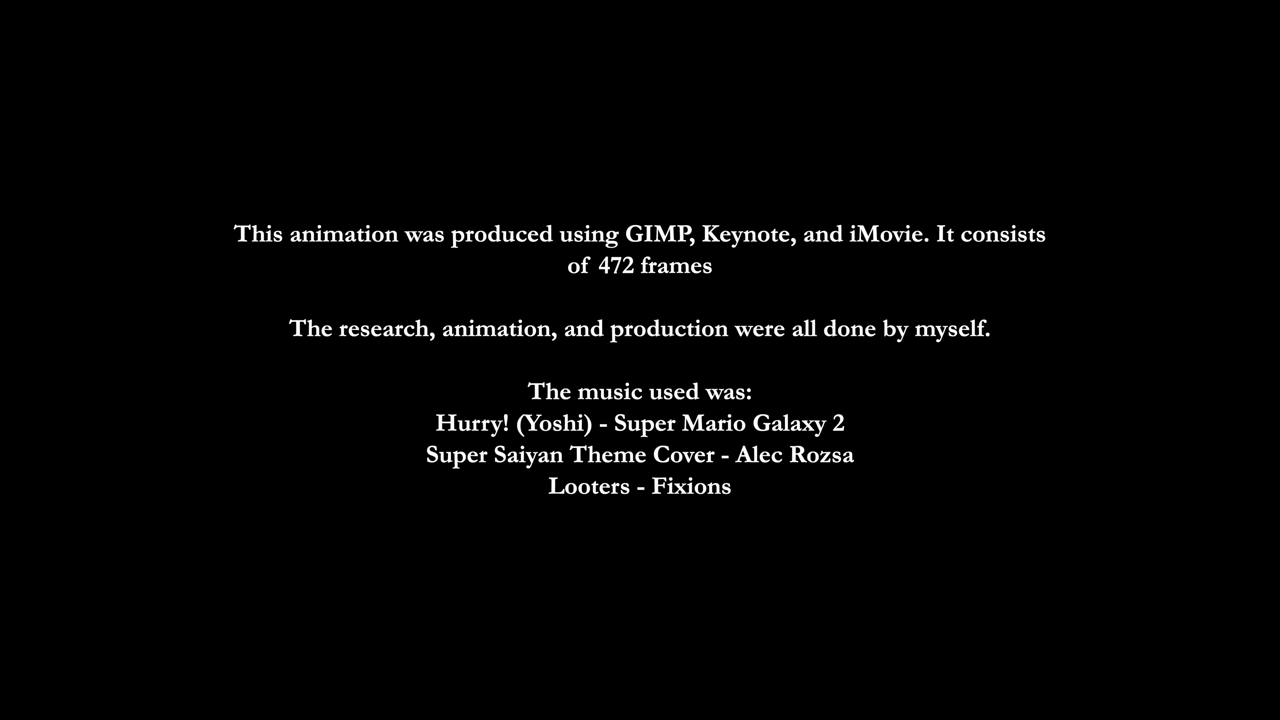 This animation was produced using GIMP, Keynote, and iMovie. It consists
of 472 frames
The research, animation, and production were all done by myself.
The music used was:
Hurry! (Yoshi) - Super Mario Galaxy 2
Super Saiyan Theme Cover - Alec Rozsa
Looters - Fixions